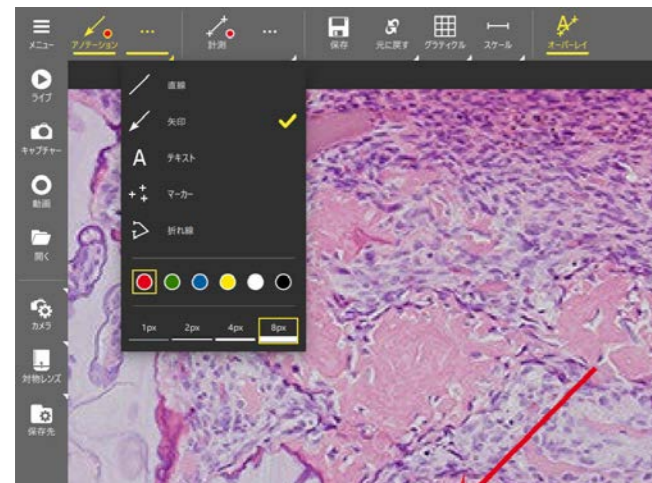 メニュー
アノテーション
...
計測
...
保存
元に戻す
グラティクル
スケール
オーバーレイ
ライブ
キャプチャー
動画
開く
カメラ
対物レンズ
保存先
直線
矢印
A テキスト
マーカー
折れ線
1px 2px 4px 8px